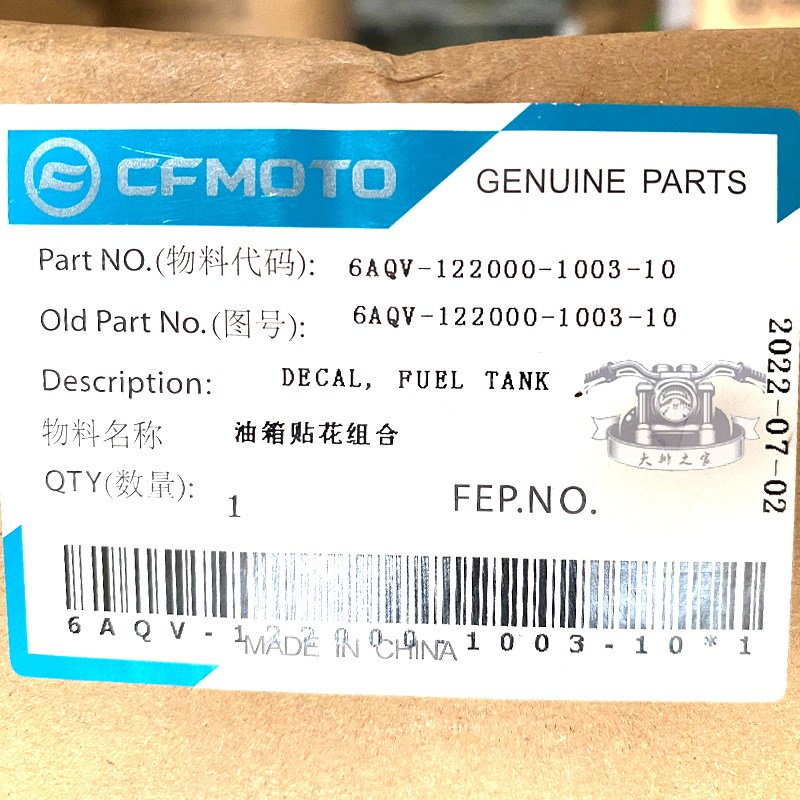 CFMOTO
GENUINE PARTS
Part NO.(物料代码): 6AQV-122000-1003-10
Old Part No.(图号): 6AQV-122000-1003-10
Description: DECAL, FUEL TANK
物料名称 油箱贴花组合
QTY(数量): 1
FEP.NO.
2022-07-02
大排之家
6AQV-122000-1003-10*1
MADE IN CHINA